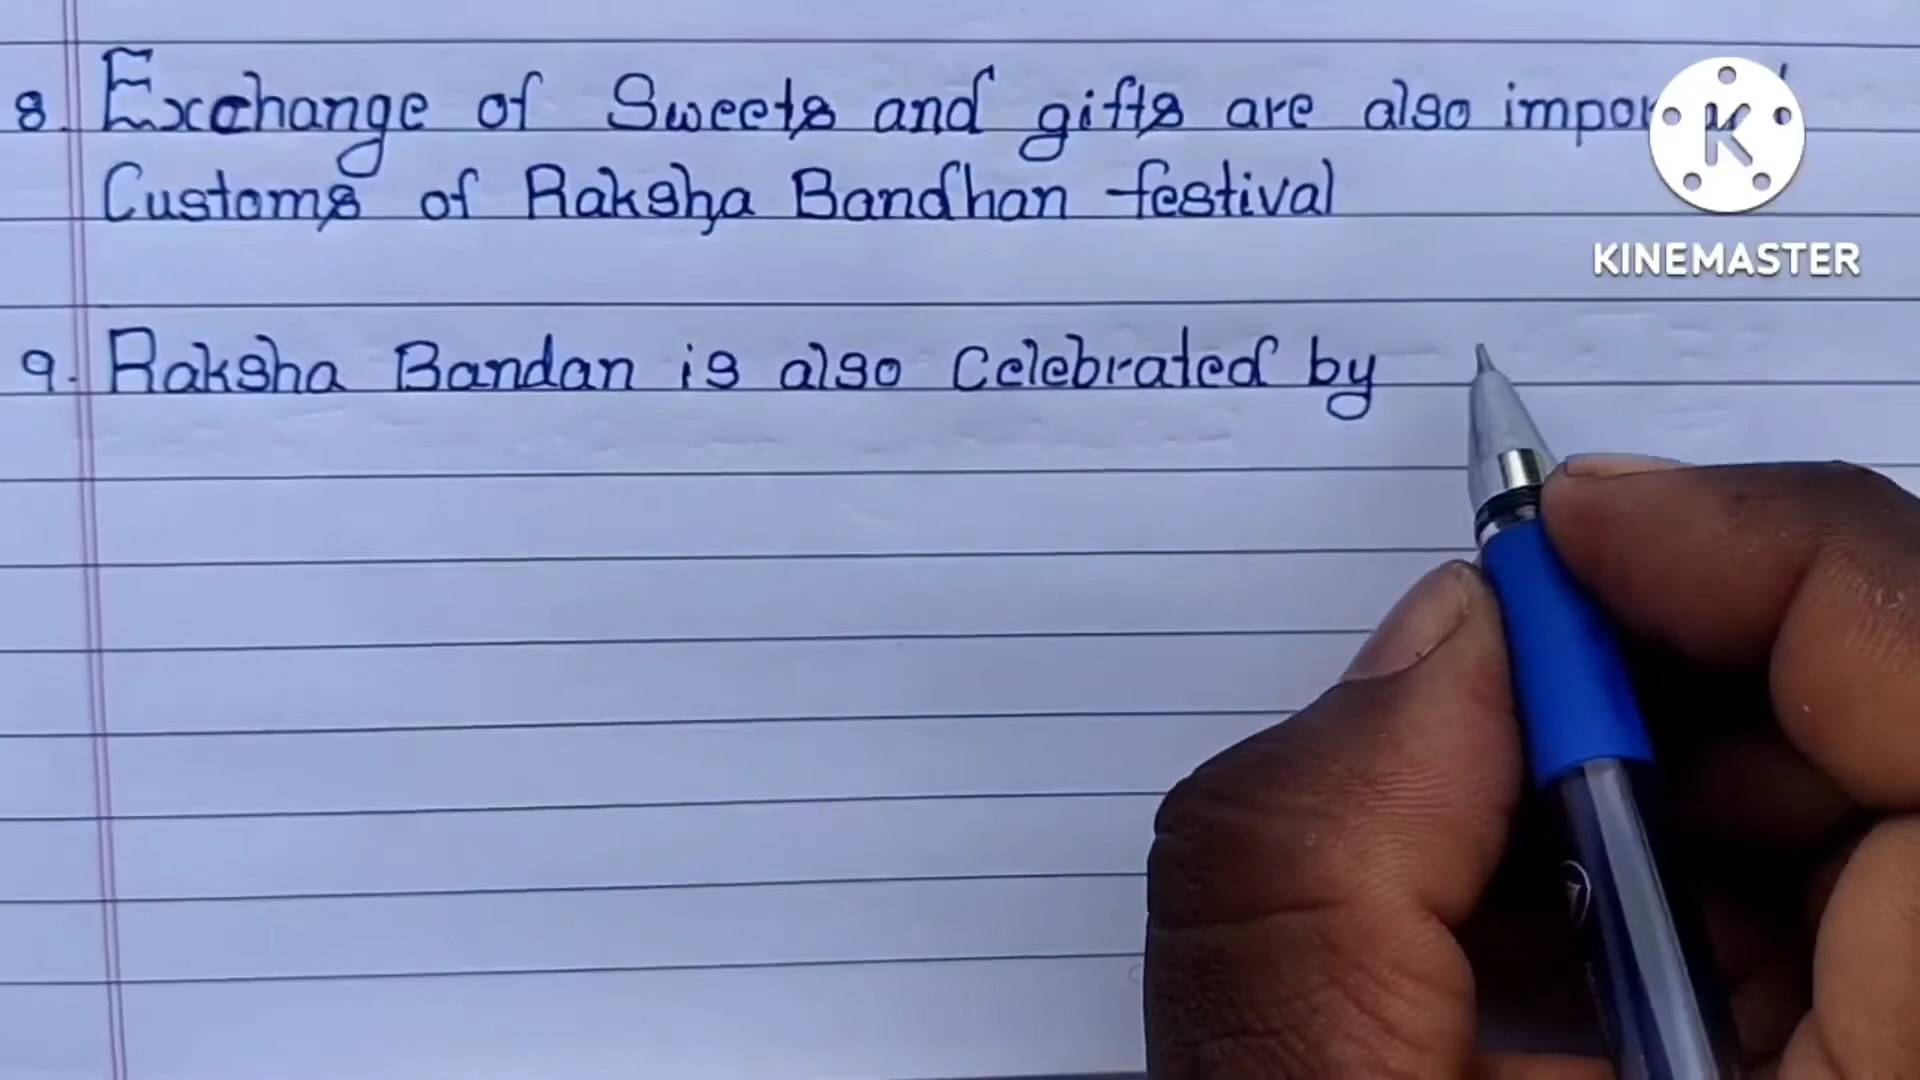 8. Exchange of Sweets and gifts are also
Customs of Raksha Bandhan festival
9. Raksha Bandan is also Celebrated by
K
KINEMASTER